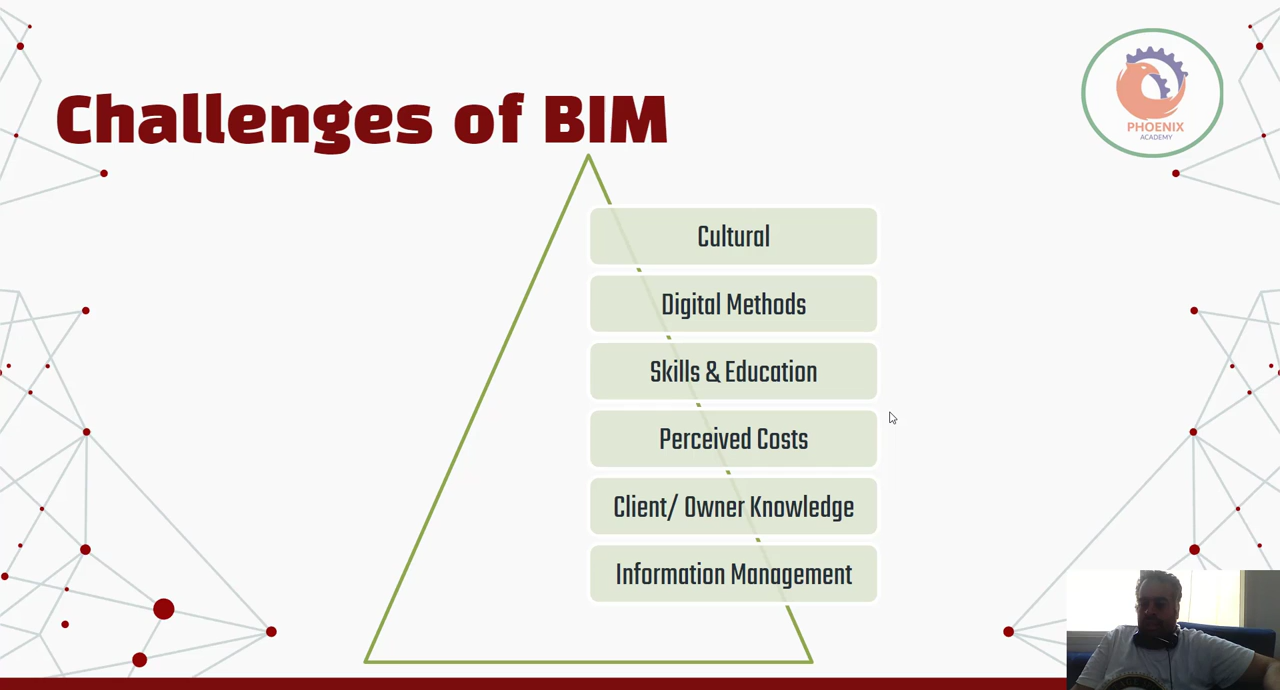 Challenges of BIM
PHOENIX
ACADEMY
Cultural
Digital Methods
Skills & Education
Perceived Costs
Client/ Owner Knowledge
Information Management